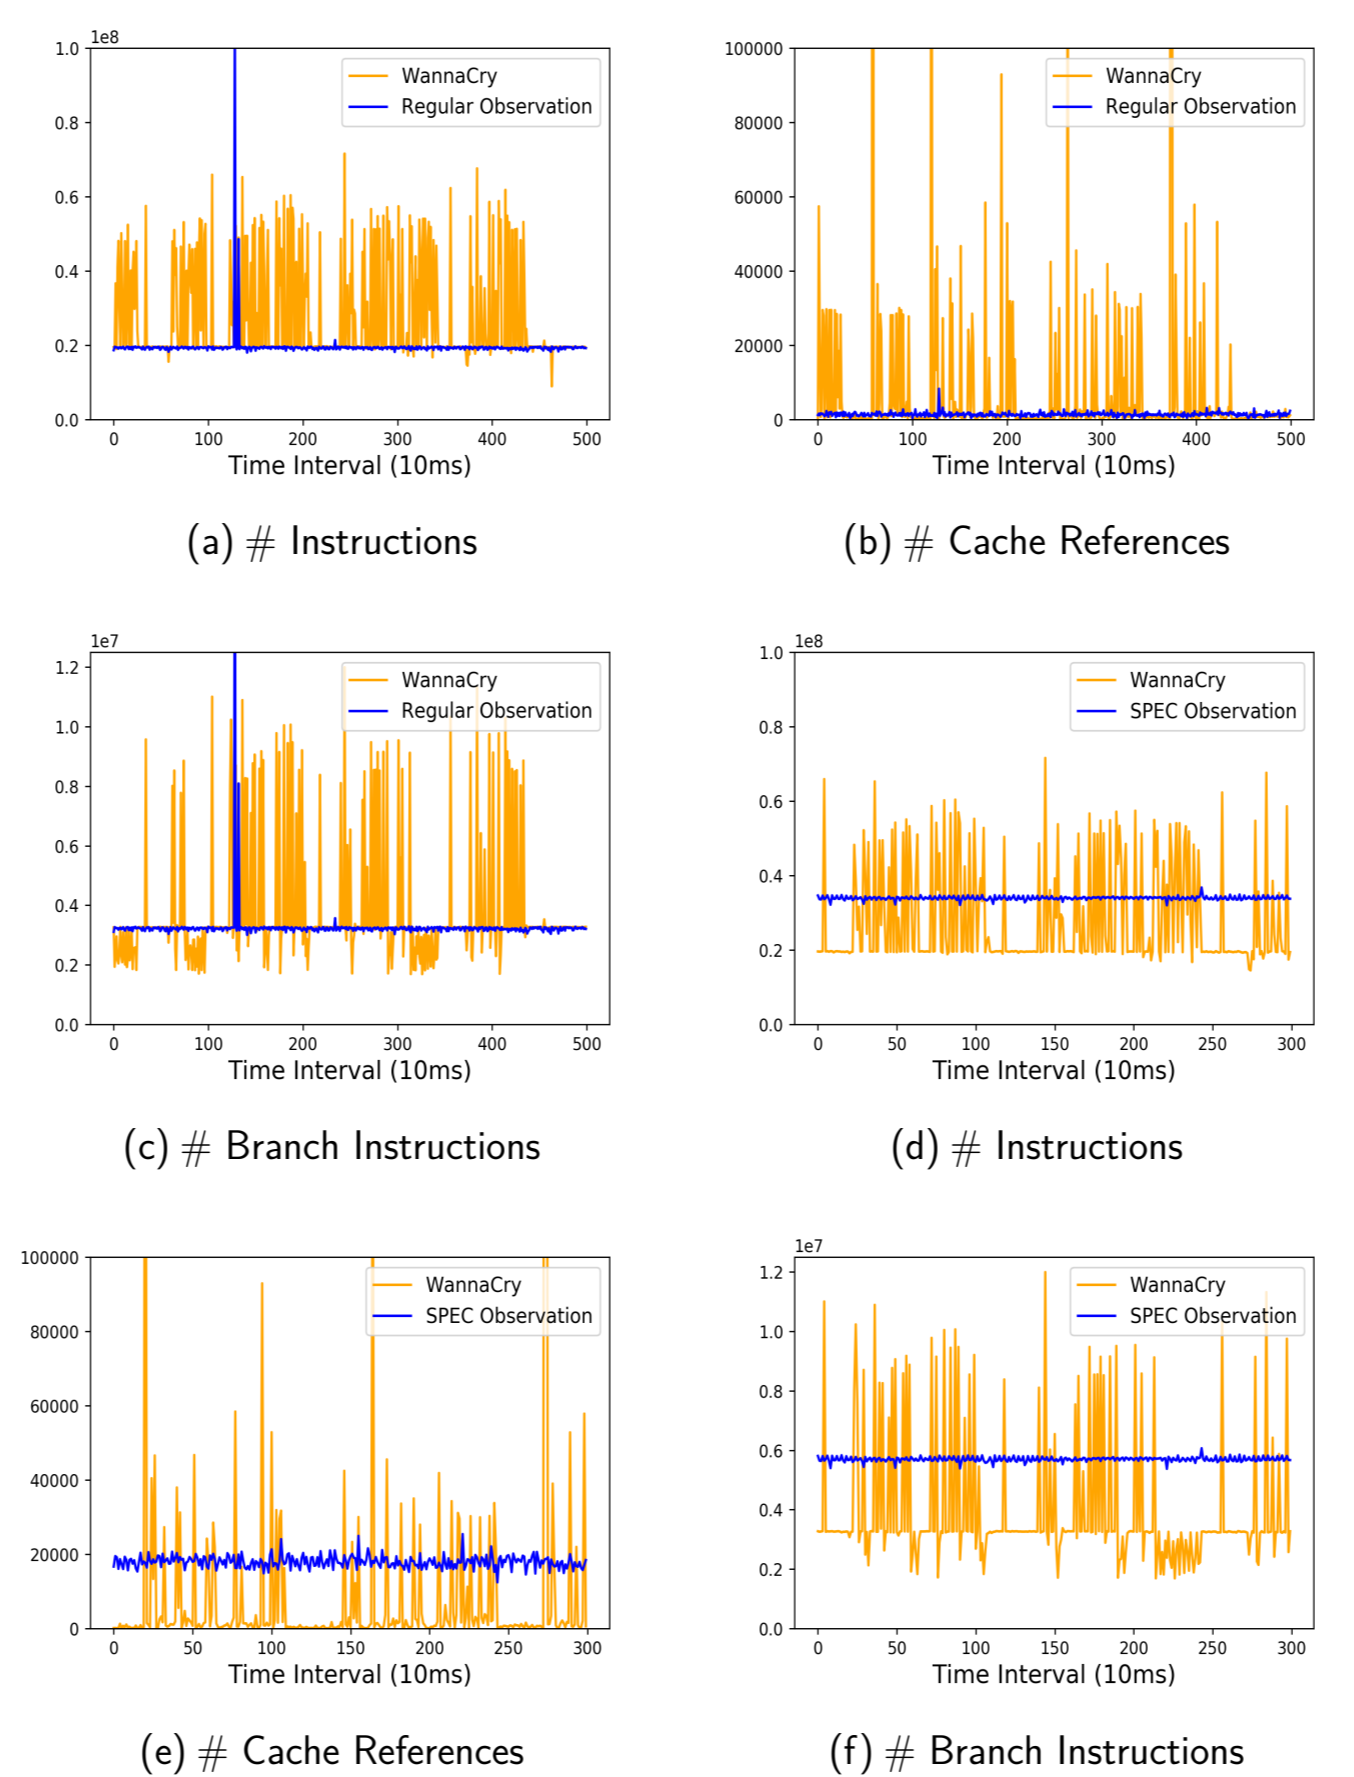 1e8
1.0
0.8
0.6
0.4
0.2
0.0
WannaCry
Regular Observation
0 100 200 300 400 500
Time Interval (10ms)
(a) # Instructions
100000
80000
60000
40000
20000
0
WannaCry
Regular Observation
0 100 200 300 400 500
Time Interval (10ms)
(b) # Cache References
1e7
1.2
1.0
0.8
0.6
0.4
0.2
0.0
WannaCry
Regular Observation
0 100 200 300 400 500
Time Interval (10ms)
(c) # Branch Instructions
1e8
1.0
0.8
0.6
0.4
0.2
0.0
WannaCry
SPEC Observation
0 50 100 150 200 250 300
Time Interval (10ms)
(d) # Instructions
100000
80000
60000
40000
20000
0
WannaCry
SPEC Observation
0 50 100 150 200 250 300
Time Interval (10ms)
(e) # Cache References
1e7
1.2
1.0
0.8
0.6
0.4
0.2
0.0
WannaCry
SPEC Observation
0 50 100 150 200 250 300
Time Interval (10ms)
(f) # Branch Instructions